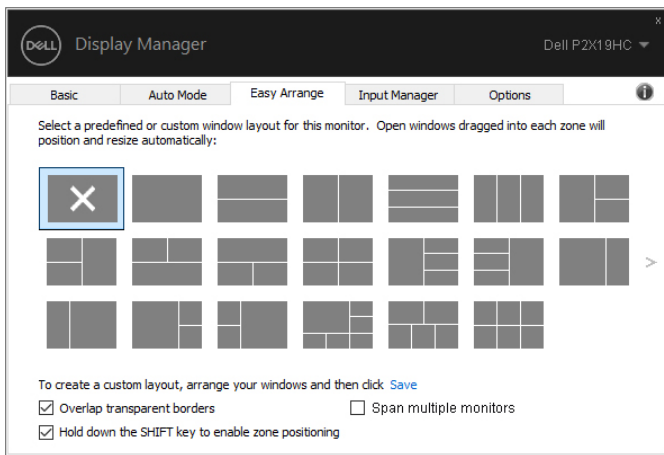 DELL Display Manager
Dell P2X19HC
Basic Auto Mode Easy Arrange Input Manager Options
Select a predefined or custom window layout for this monitor. Open windows dragged into each zone will
position and resize automatically:
To create a custom layout, arrange your windows and then click Save
Overlap transparent borders
Span multiple monitors
Hold down the SHIFT key to enable zone positioning